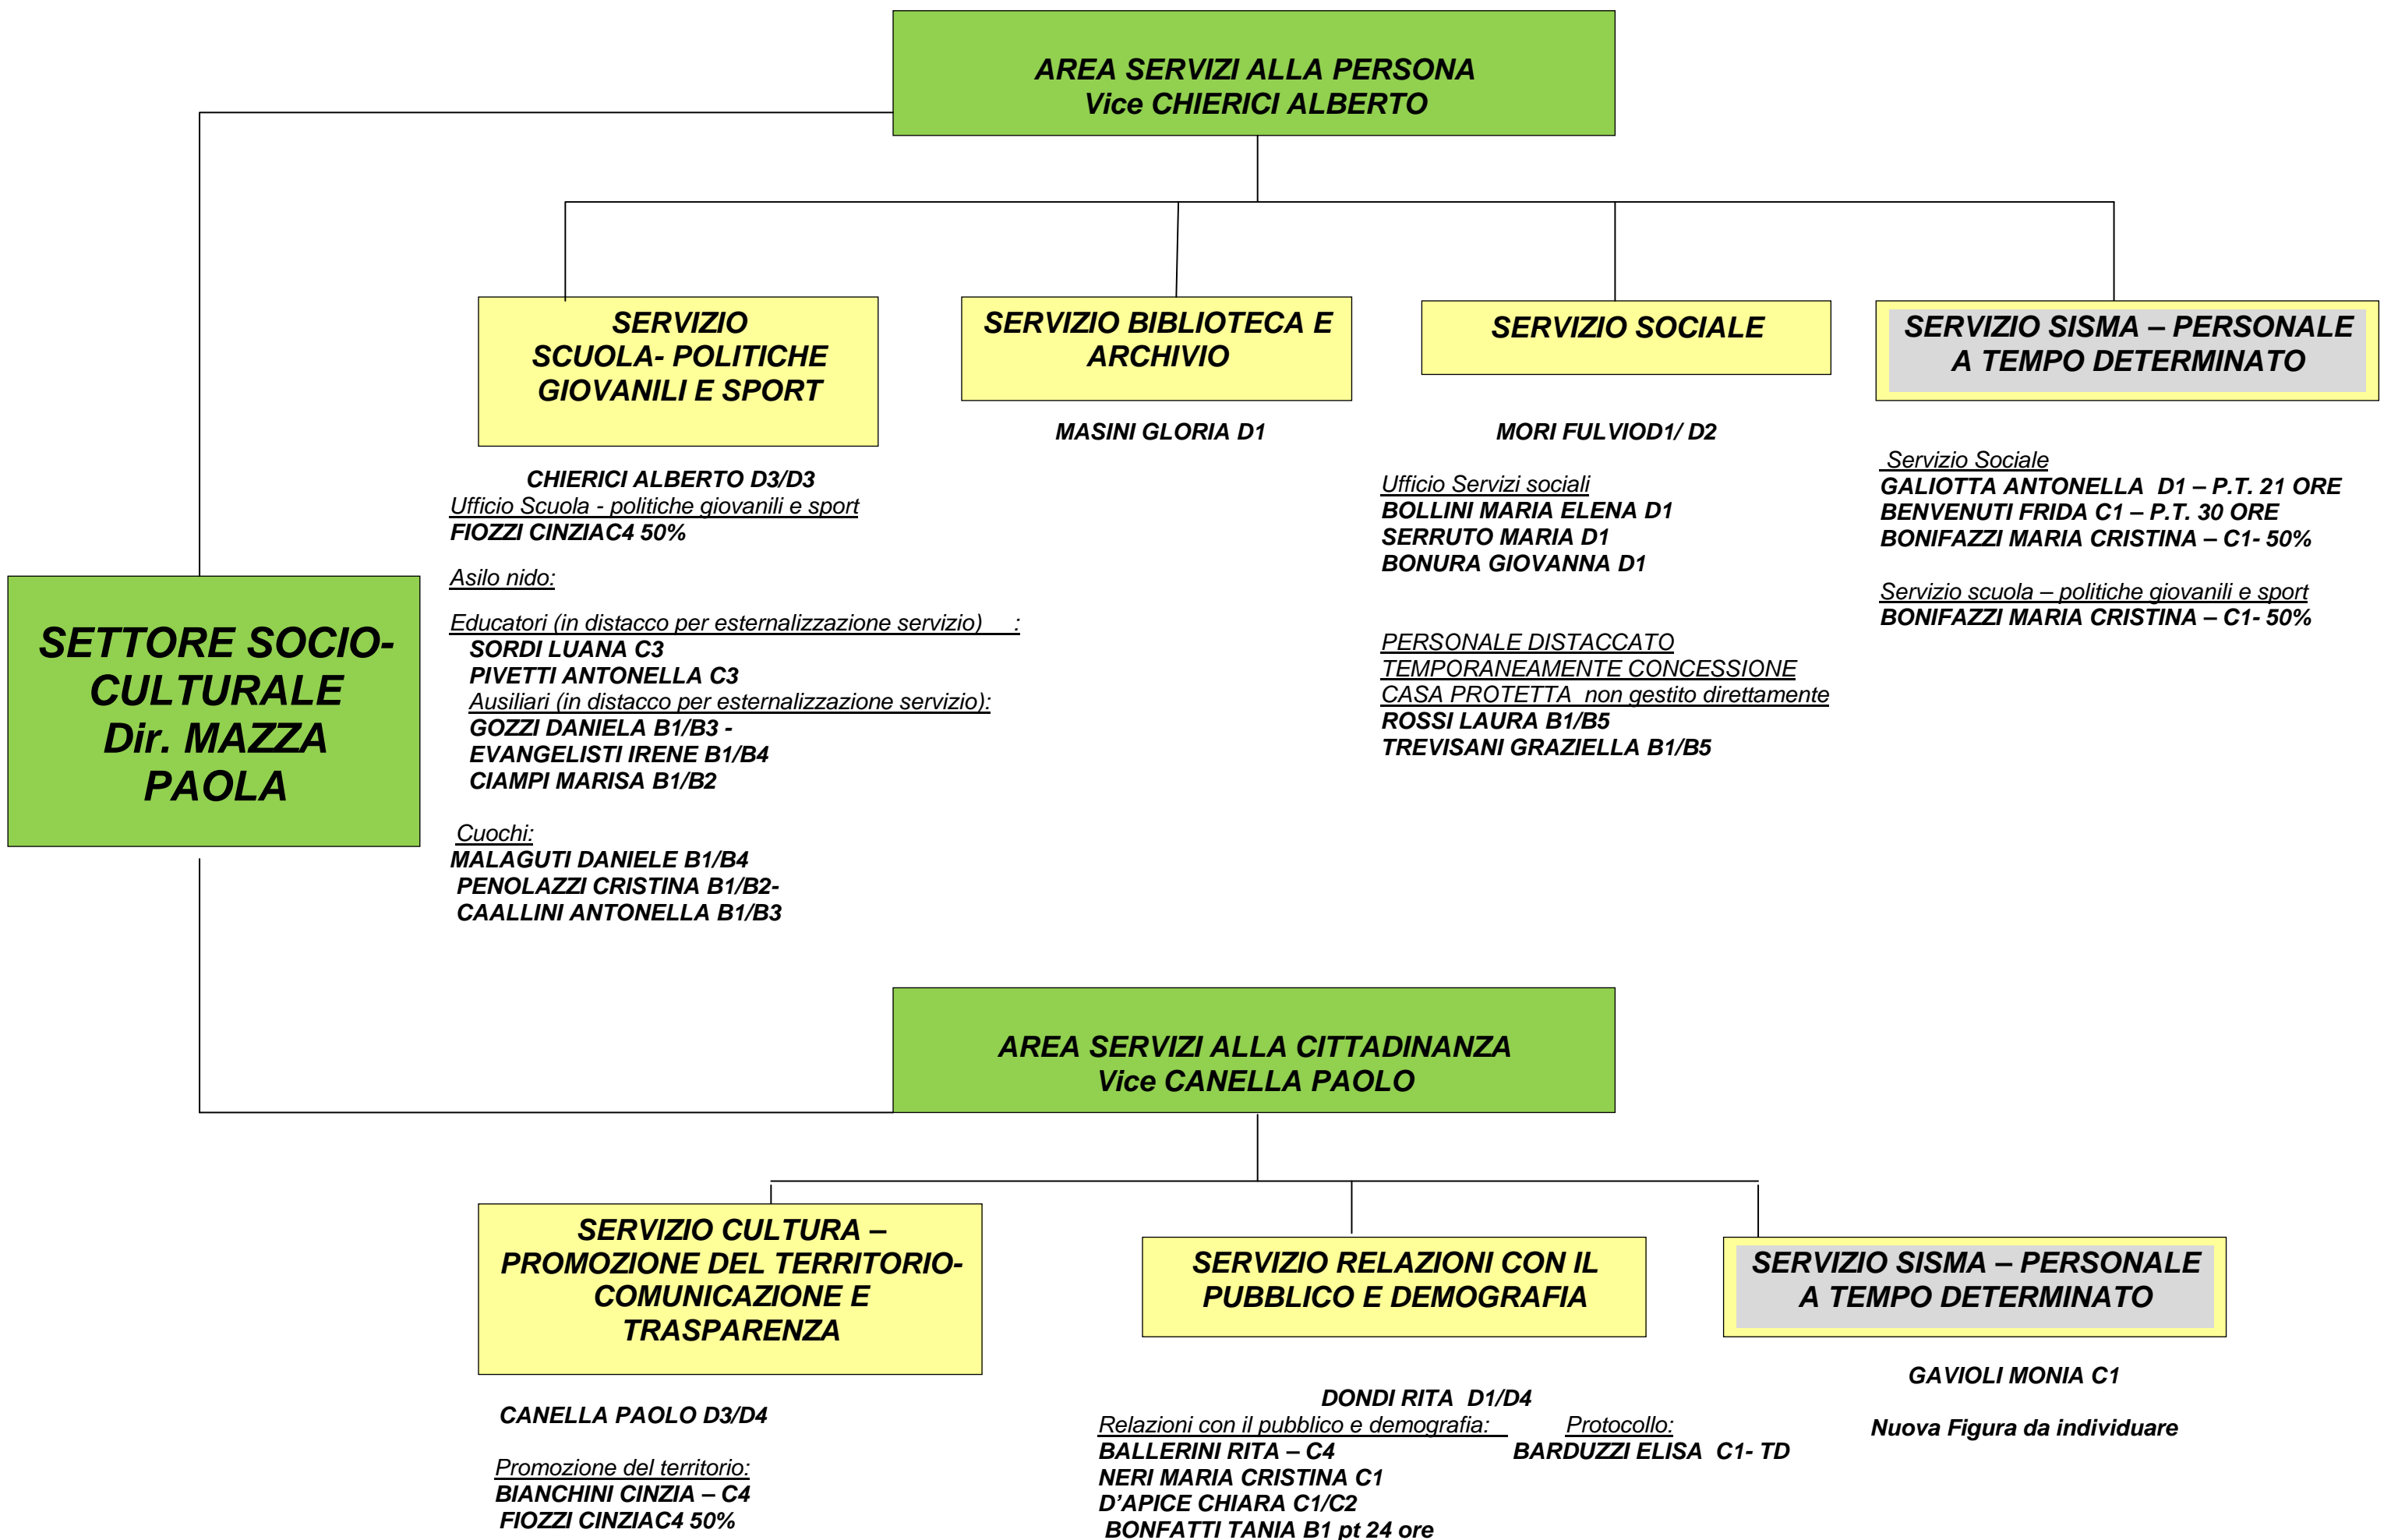 AREA SERVIZI ALLA PERSONA
Vice CHIERICI ALBERTO
SETTORE SOCIO-
CULTURALE
Dir. MAZZA
PAOLA
SERVIZIO
SCUOLA- POLITICHE
GIOVANILI E SPORT
CHIERICI ALBERTO D3/D3
Ufficio Scuola - politiche giovanili e sport
FIOZZI CINZIAC4 50%
Asilo nido:
Educatori (in distacco per esternalizzazione servizio) :
SORDI LUANA C3
PIVETTI ANTONELLA C3
Ausiliari (in distacco per esternalizzazione servizio):
GOZZI DANIELA B1/B3 -
EVANGELISTI IRENE B1/B4
CIAMPI MARISA B1/B2
Cuochi:
MALAGUTI DANIELE B1/B4
PENOLAZZI CRISTINA B1/B2-
CAALLINI ANTONELLA B1/B3
SERVIZIO BIBLIOTECA E
ARCHIVIO
MASINI GLORIA D1
SERVIZIO SOCIALE
MORI FULVIOD1/ D2
Ufficio Servizi sociali
BOLLINI MARIA ELENA D1
SERRUTO MARIA D1
BONURA GIOVANNA D1
PERSONALE DISTACCATO
TEMPORANEAMENTE CONCESSIONE
CASA PROTETTA non gestito direttamente
ROSSI LAURA B1/B5
TREVISANI GRAZIELLA B1/B5
SERVIZIO SISMA – PERSONALE
A TEMPO DETERMINATO
Servizio Sociale
GALIOTTA ANTONELLA D1 – P.T. 21 ORE
BENVENUTI FRIDA C1 – P.T. 30 ORE
BONIFAZZI MARIA CRISTINA – C1- 50%
Servizio scuola – politiche giovanili e sport
BONIFAZZI MARIA CRISTINA – C1- 50%
AREA SERVIZI ALLA CITTADINANZA
Vice CANELLA PAOLO
SERVIZIO CULTURA –
PROMOZIONE DEL TERRITORIO-
COMUNICAZIONE E
TRASPARENZA
CANELLA PAOLO D3/D4
Promozione del territorio:
BIANCHINI CINZIA – C4
FIOZZI CINZIAC4 50%
SERVIZIO RELAZIONI CON IL
PUBBLICO E DEMOGRAFIA
DONDI RITA D1/D4
Relazioni con il pubblico e demografia:
BALLERINI RITA – C4
NERI MARIA CRISTINA C1
D’APICE CHIARA C1/C2
BONFATTI TANIA B1 pt 24 ore
Protocollo:
BARDUZZI ELISA C1- TD
SERVIZIO SISMA – PERSONALE
A TEMPO DETERMINATO
GAVIOLI MONIA C1
Nuova Figura da individuare